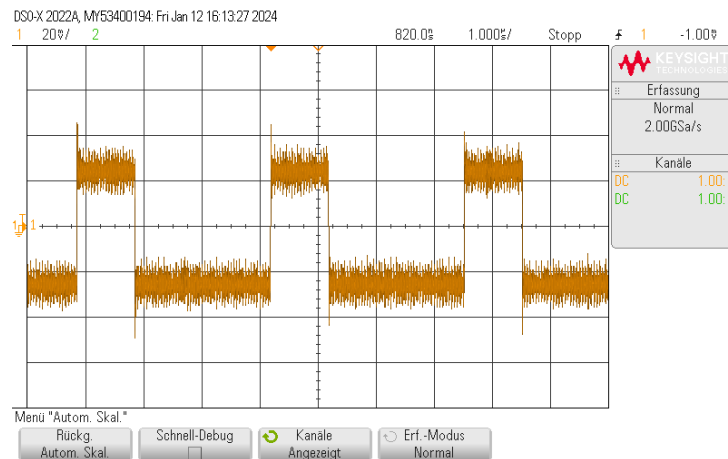 DSO-X 2022A, MY53400194: Fri Jan 12 16:13:27 2024
1 20V/ 2 820.0s 1.000s/ Stopp 1 -1.00V
KEYSIGHT
TECHNOLOGIES
Erfassung
Normal
2.00GSa/s
Kanäle
DC 1.00:
DC 1.00:
1
Menü "Autom. Skal."
Rückg. Schnell-Debug Kanäle Erf.-Modus
Autom. Skal. Angezeigt Normal